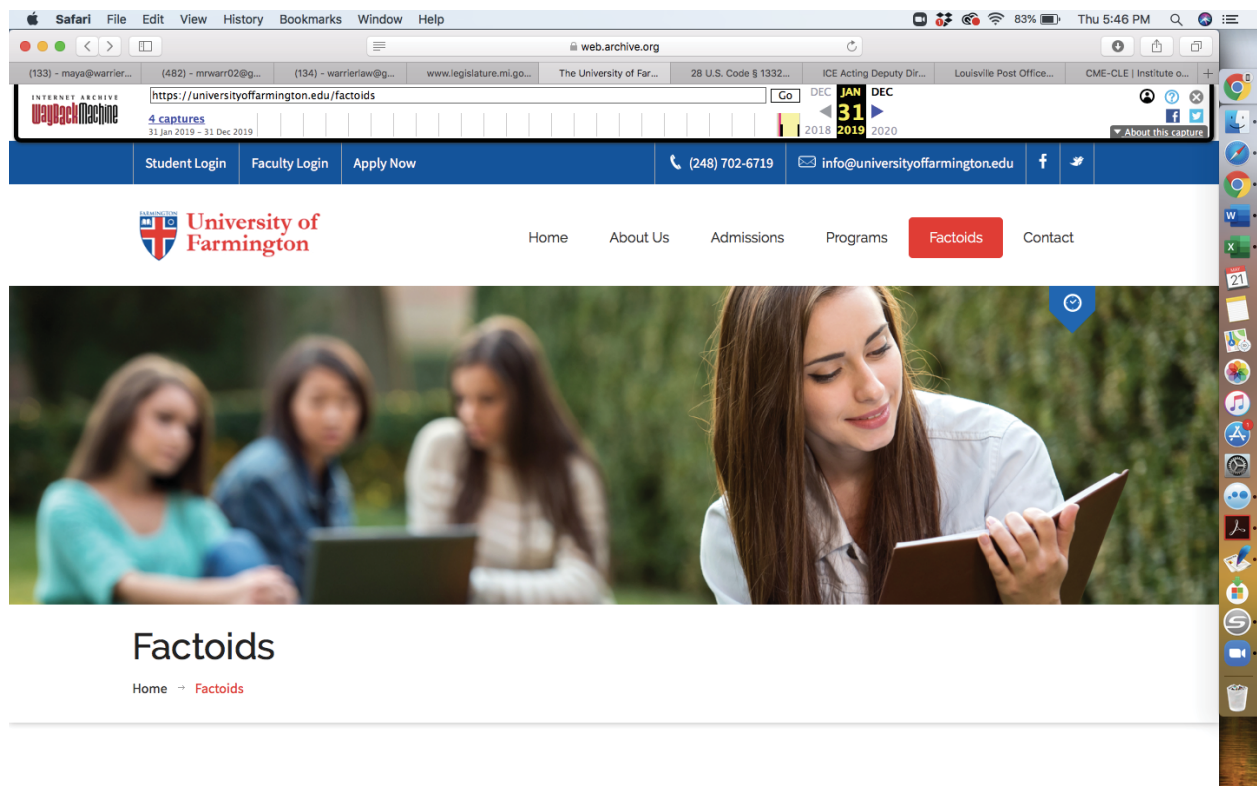 Safari File Edit View History Bookmarks Window Help 83% Thu 5:46 PM
web.archive.org
(133) - maya@warrier... (482) - mrwarr02@g... (134) - warrierlaw@g... www.legislature.mi.go... The University of Far... 28 U.S. Code § 1332... ICE Acting Deputy Dir... Louisville Post Office... CME-CLE | Institute o... +
INTERNET ARCHIVE
WayBackMachine
https://universityoffarmington.edu/factoids Go DEC JAN DEC
4 captures 31
31 Jan 2019 – 31 Dec 2019 2018 2019 2020 ▼ About this capture
Student Login Faculty Login Apply Now (248) 702-6719 info@universityoffarmington.edu
FARMINGTON
University of
Farmington
Home About Us Admissions Programs Factoids Contact
Factoids
Home → Factoids
W
X
MAY
21
1